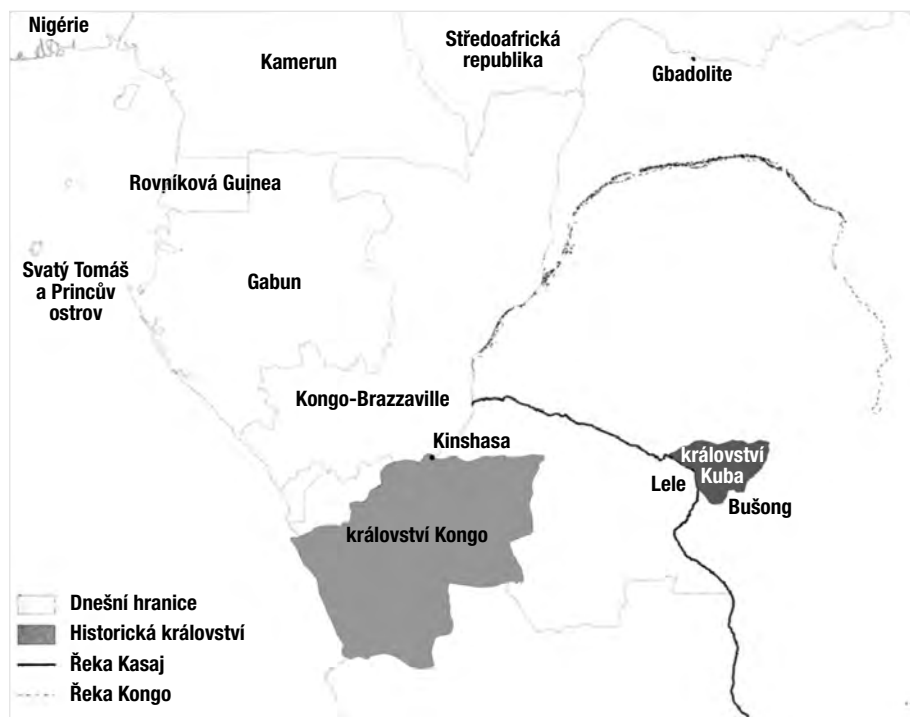 Nigérie
Kamerun
Středoafrická
republika
Gbadolite
Rovníková Guinea
Svatý Tomáš
a Princův
ostrov
Gabun
Kongo-Brazzaville
Kinshasa
království
Kuba
Lele
Bušong
království Kongo
Dnešní hranice
Historická království
Řeka Kasaj
Řeka Kongo